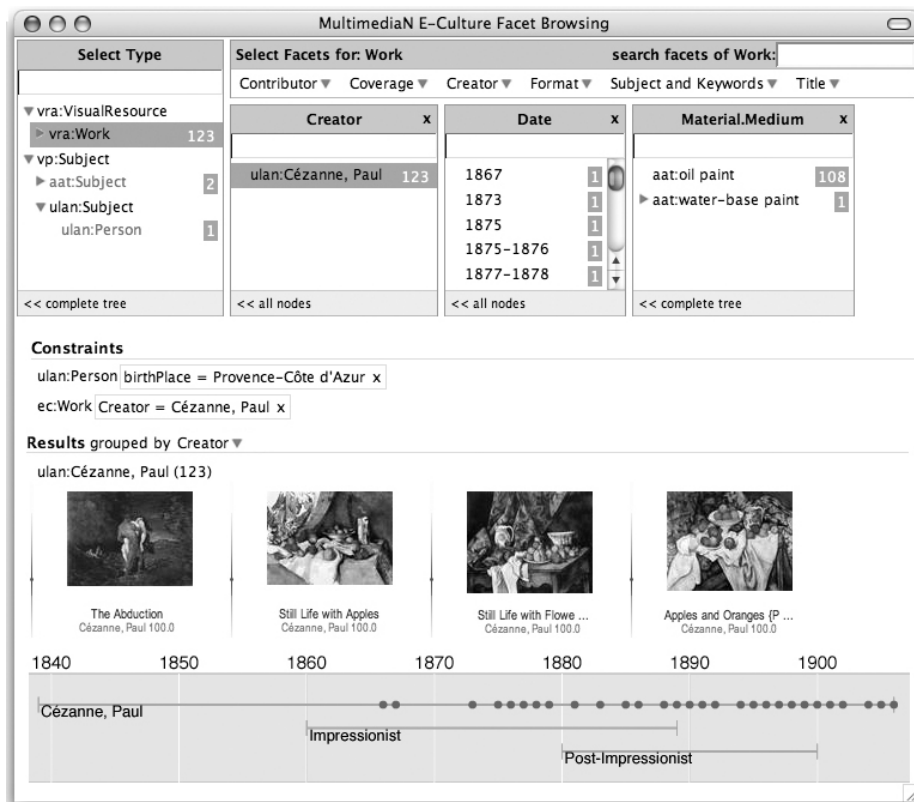 MultimediaN E-Culture Facet Browsing
Select Type
Select Facets for: Work search facets of Work:
Contributor Coverage Creator Format Subject and Keywords Title
vra:VisualResource
vra:Work 123
vp:Subject
aat:Subject 2
ulan:Subject
ulan:Person 1
<< complete tree
Creator x
ulan:Cézanne, Paul 123
<< all nodes
Date x
1867 1
1873 1
1875 1
1875-1876 1
1877-1878 1
<< all nodes
Material.Medium x
aat:oil paint 108
aat:water-base paint 1
<< complete tree
Constraints
ulan:Person birthPlace = Provence-Côte d'Azur x
ec:Work Creator = Cézanne, Paul x
Results grouped by Creator
ulan:Cézanne, Paul (123)
The Abduction
Cézanne, Paul 100.0
Still Life with Apples
Cézanne, Paul 100.0
Still Life with Flowe ...
Cézanne, Paul 100.0
Apples and Oranges {P ...
Cézanne, Paul 100.0
1840 1850 1860 1870 1880 1890 1900
Cézanne, Paul
Impressionist
Post-Impressionist